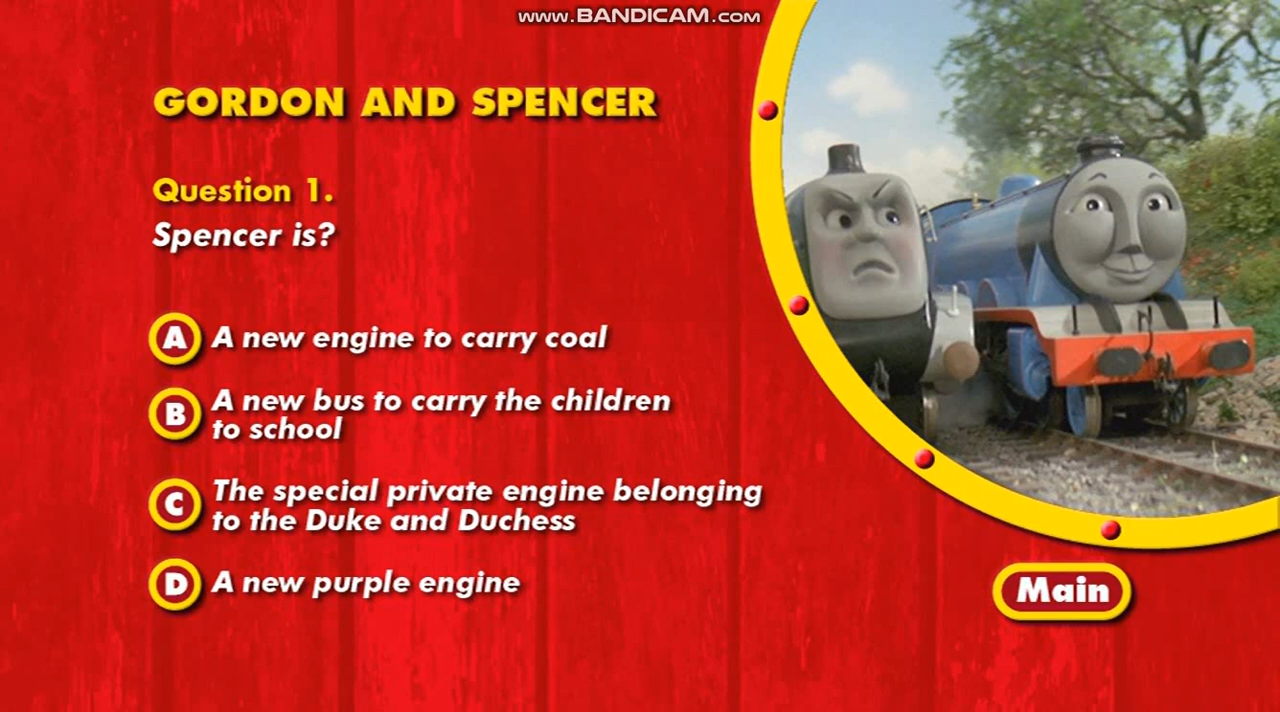 www.BANDICAM.com
GORDON AND SPENCER
Question 1.
Spencer is?
A A new engine to carry coal
B A new bus to carry the children
to school
C The special private engine belonging
to the Duke and Duchess
D A new purple engine
Main